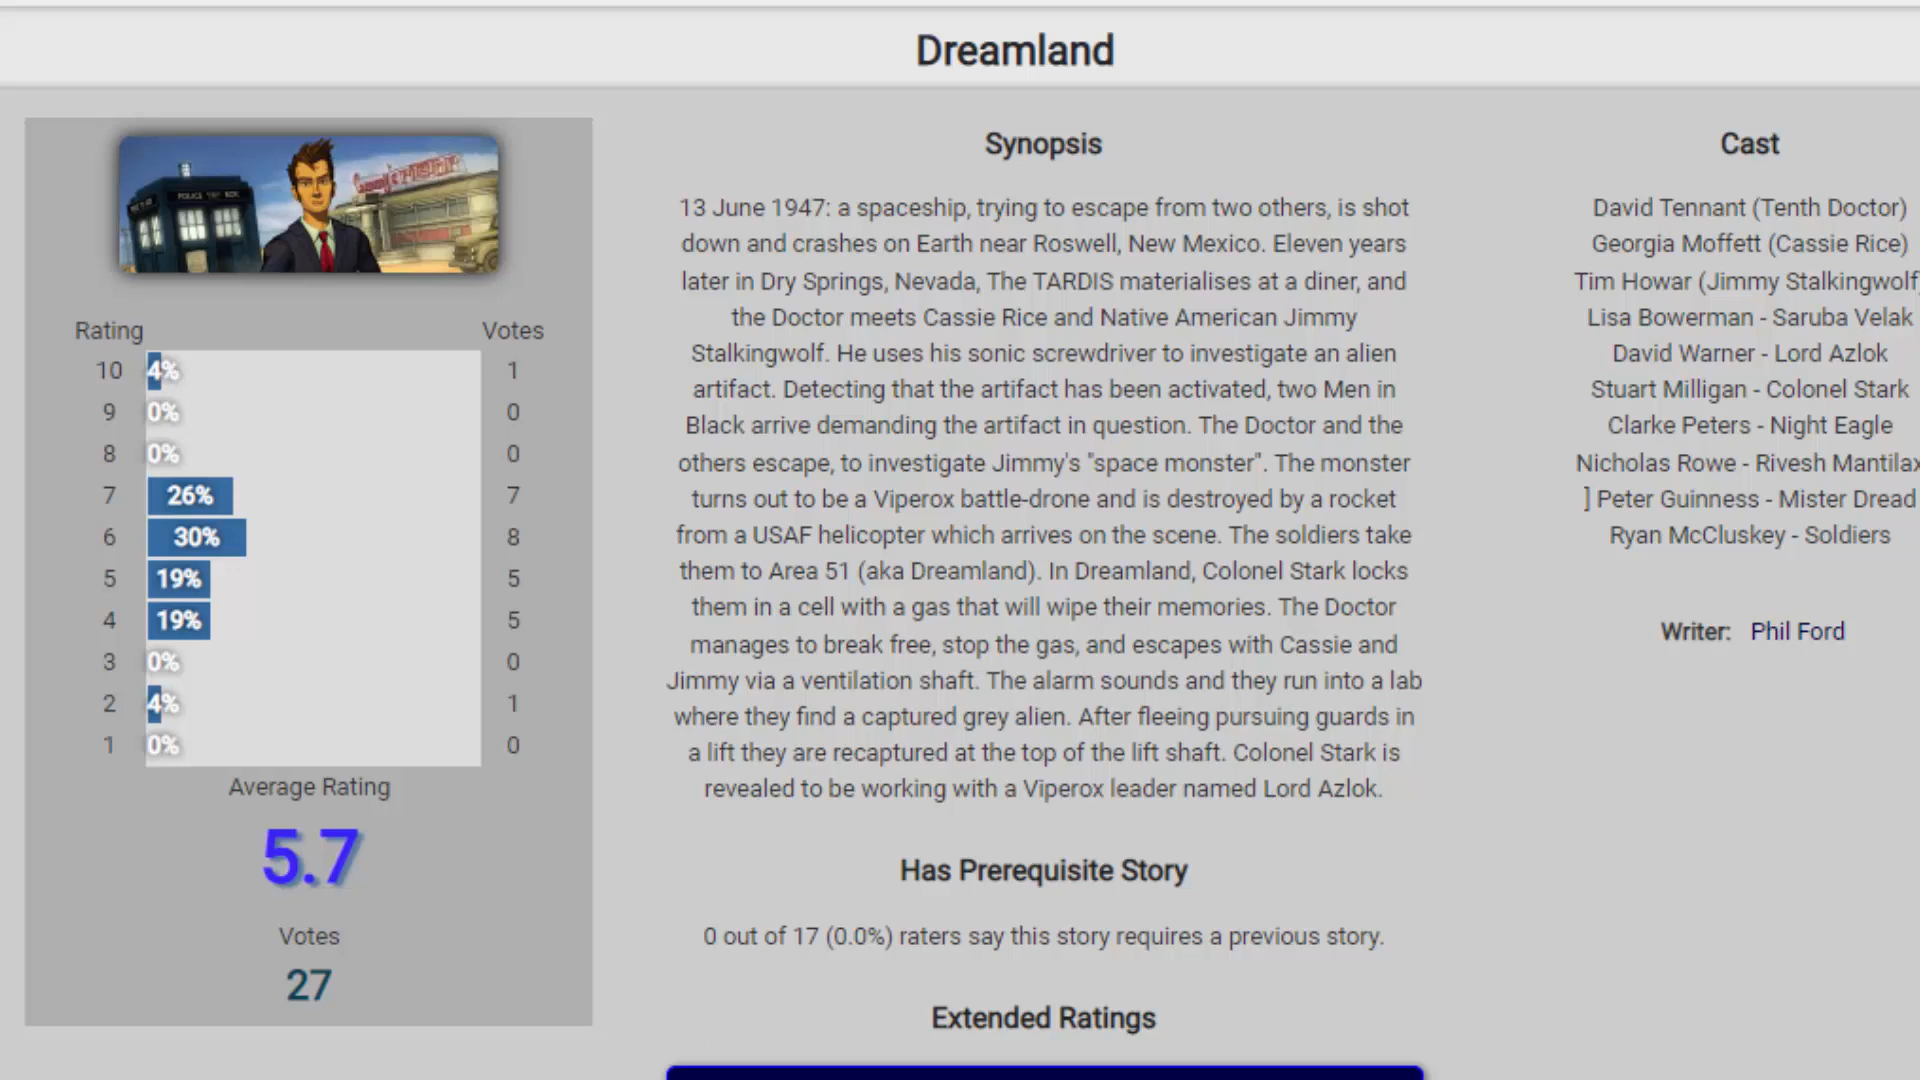 Dreamland
POLICE BOX
Rating Votes
10 4% 1
9 0% 0
8 0% 0
7 26% 7
6 30% 8
5 19% 5
4 19% 5
3 0% 0
2 4% 1
1 0% 0
Average Rating
5.7
Votes
27
Synopsis
13 June 1947: a spaceship, trying to escape from two others, is shot
down and crashes on Earth near Roswell, New Mexico. Eleven years
later in Dry Springs, Nevada, The TARDIS materialises at a diner, and
the Doctor meets Cassie Rice and Native American Jimmy
Stalkingwolf. He uses his sonic screwdriver to investigate an alien
artifact. Detecting that the artifact has been activated, two Men in
Black arrive demanding the artifact in question. The Doctor and the
others escape, to investigate Jimmy's "space monster". The monster
turns out to be a Viperox battle-drone and is destroyed by a rocket
from a USAF helicopter which arrives on the scene. The soldiers take
them to Area 51 (aka Dreamland). In Dreamland, Colonel Stark locks
them in a cell with a gas that will wipe their memories. The Doctor
manages to break free, stop the gas, and escapes with Cassie and
Jimmy via a ventilation shaft. The alarm sounds and they run into a lab
where they find a captured grey alien. After fleeing pursuing guards in
a lift they are recaptured at the top of the lift shaft. Colonel Stark is
revealed to be working with a Viperox leader named Lord Azlok.
Has Prerequisite Story
0 out of 17 (0.0%) raters say this story requires a previous story.
Extended Ratings
Cast
David Tennant (Tenth Doctor)
Georgia Moffett (Cassie Rice)
Tim Howar (Jimmy Stalkingwolf)
Lisa Bowerman - Saruba Velak
David Warner - Lord Azlok
Stuart Milligan - Colonel Stark
Clarke Peters - Night Eagle
Nicholas Rowe - Rivesh Mantilax
] Peter Guinness - Mister Dread
Ryan McCluskey - Soldiers
Writer: Phil Ford